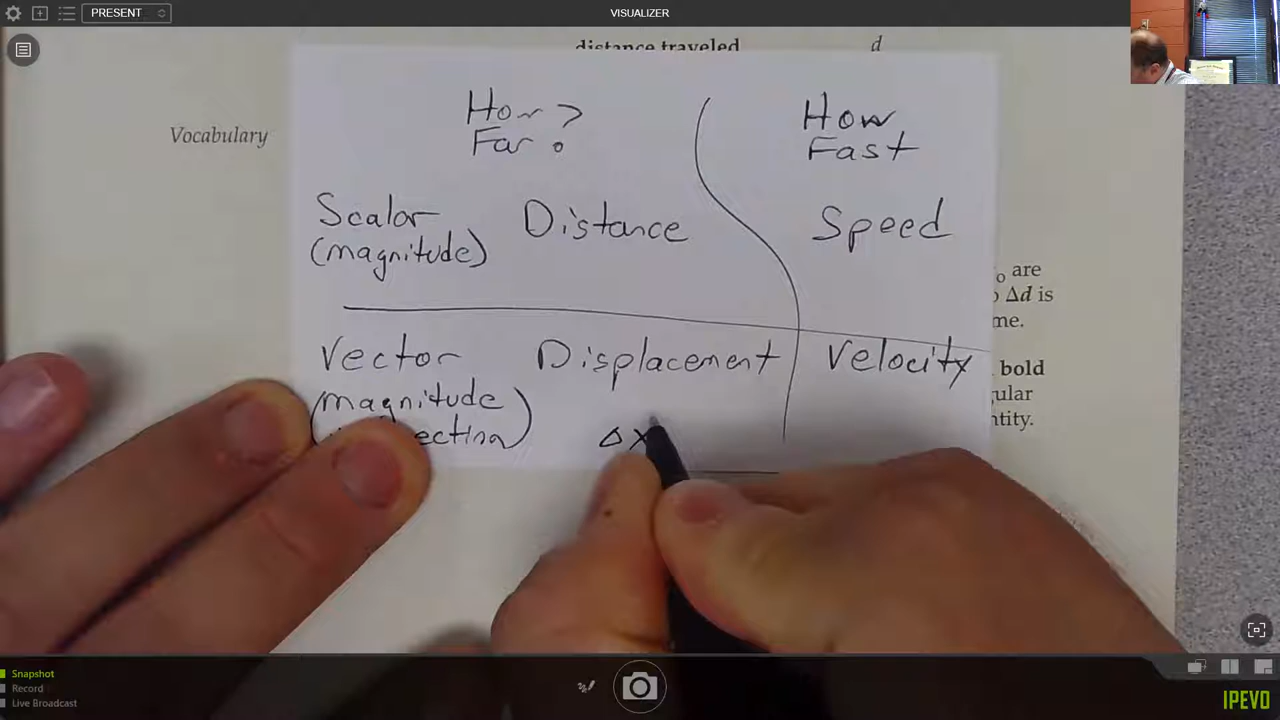 PRESENT
VISUALIZER
distance traveled d
Vocabulary
How ?
Far
How
Fast
Scalar
(magnitude)
Distance
Speed
o are
Δd is
me.
Vector
Displacement
Velocity
(magnitude
ection)
Δx
bold
ular
ntity.
Snapshot
Record
Live Broadcast
IPEVO